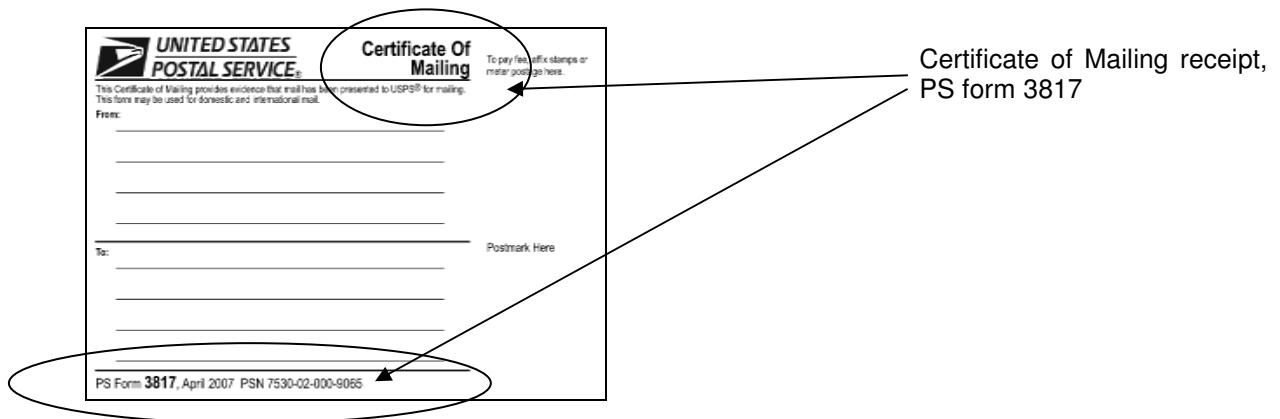 UNITED STATES
POSTAL SERVICE®
Certificate Of
Mailing
To pay fee, affix stamps or
meter postage here.
This Certificate of Mailing provides evidence that mail has been presented to USPS® for mailing.
This form may be used for domestic and international mail.
From:
To:
Postmark Here
PS Form 3817, April 2007 PSN 7530-02-000-9065
Certificate of Mailing receipt,
PS form 3817